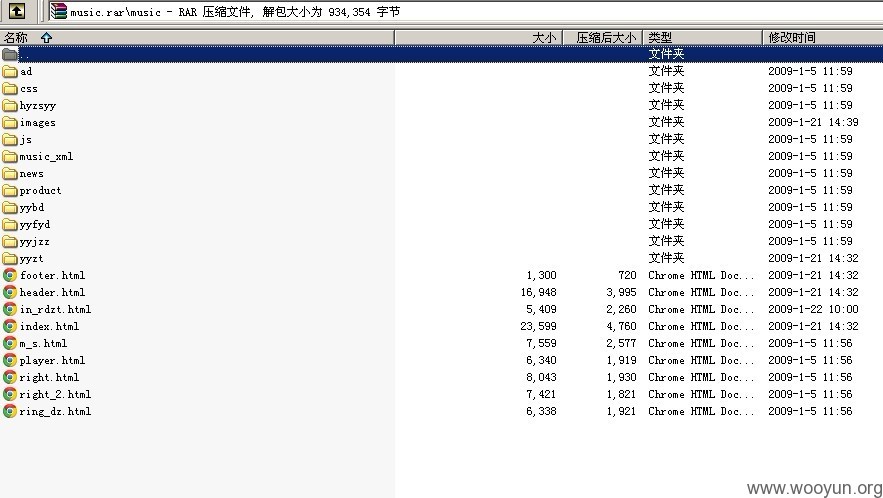 music.rar\music - RAR 压缩文件, 解包大小为 934,354 字节
名称 大小 压缩后大小 类型 修改时间
.. 文件夹
ad 文件夹 2009-1-5 11:59
css 文件夹 2009-1-5 11:59
hyzsyy 文件夹 2009-1-5 11:59
images 文件夹 2009-1-21 14:39
js 文件夹 2009-1-5 11:59
music_xml 文件夹 2009-1-5 11:59
news 文件夹 2009-1-5 11:59
product 文件夹 2009-1-5 11:59
yybd 文件夹 2009-1-5 11:59
yyfyd 文件夹 2009-1-5 11:59
yyjzz 文件夹 2009-1-5 11:59
yyzt 文件夹 2009-1-21 14:32
footer.html 1,300 720 Chrome HTML Doc... 2009-1-21 14:32
header.html 16,948 3,995 Chrome HTML Doc... 2009-1-21 14:32
in_rdzt.html 5,409 2,260 Chrome HTML Doc... 2009-1-22 10:00
index.html 23,599 4,760 Chrome HTML Doc... 2009-1-21 14:32
m_s.html 7,559 2,577 Chrome HTML Doc... 2009-1-5 11:56
player.html 6,340 1,919 Chrome HTML Doc... 2009-1-5 11:56
right.html 8,043 1,930 Chrome HTML Doc... 2009-1-5 11:56
right_2.html 7,421 1,821 Chrome HTML Doc... 2009-1-5 11:56
ring_dz.html 6,338 1,921 Chrome HTML Doc... 2009-1-5 11:56
www.wooyun.org